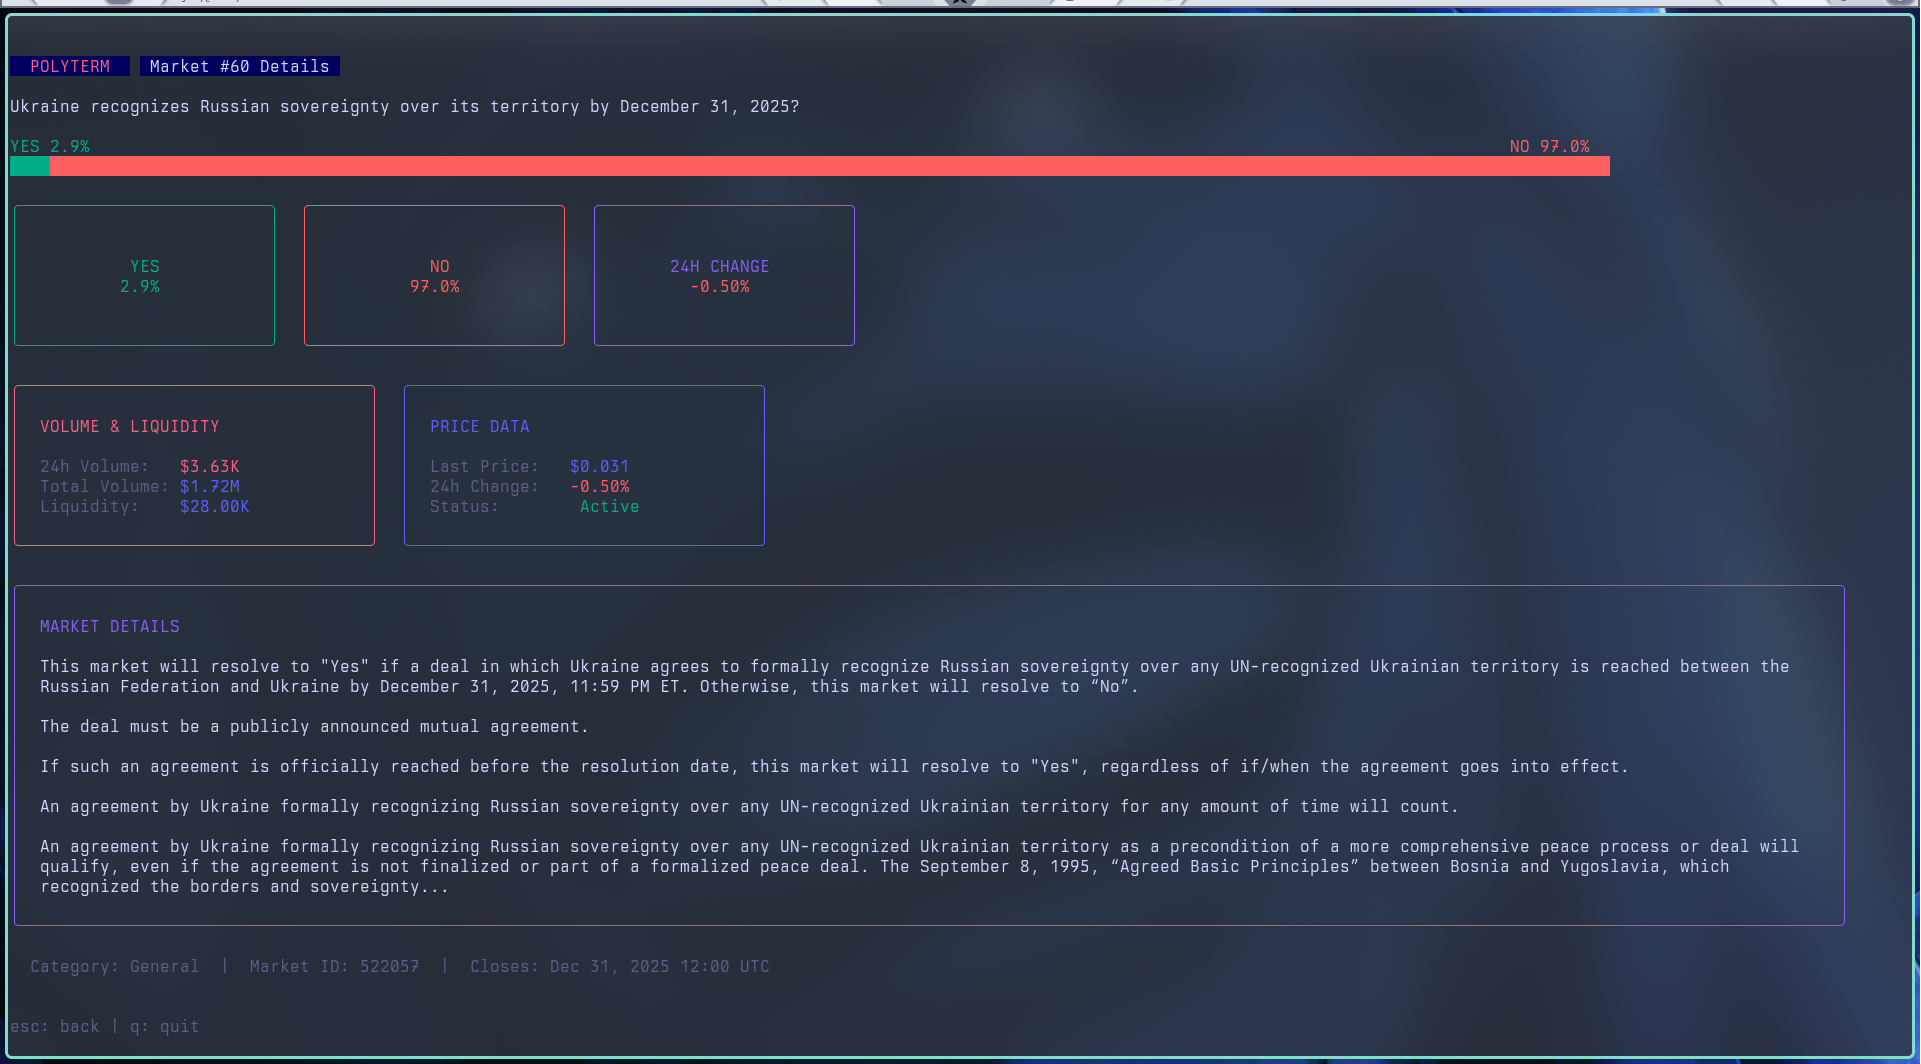 POLYTERM Market #60 Details
Ukraine recognizes Russian sovereignty over its territory by December 31, 2025?
YES 2.9% NO 97.0%
YES NO 24H CHANGE
2.9% 97.0% -0.50%
VOLUME & LIQUIDITY PRICE DATA
24h Volume: $3.63K Last Price: $0.031
Total Volume: $1.72M 24h Change: -0.50%
Liquidity: $28.00K Status: Active
MARKET DETAILS
This market will resolve to "Yes" if a deal in which Ukraine agrees to formally recognize Russian sovereignty over any UN-recognized Ukrainian territory is reached between the
Russian Federation and Ukraine by December 31, 2025, 11:59 PM ET. Otherwise, this market will resolve to “No”.
The deal must be a publicly announced mutual agreement.
If such an agreement is officially reached before the resolution date, this market will resolve to "Yes", regardless of if/when the agreement goes into effect.
An agreement by Ukraine formally recognizing Russian sovereignty over any UN-recognized Ukrainian territory for any amount of time will count.
An agreement by Ukraine formally recognizing Russian sovereignty over any UN-recognized Ukrainian territory as a precondition of a more comprehensive peace process or deal will
qualify, even if the agreement is not finalized or part of a formalized peace deal. The September 8, 1995, “Agreed Basic Principles” between Bosnia and Yugoslavia, which
recognized the borders and sovereignty...
Category: General | Market ID: 522057 | Closes: Dec 31, 2025 12:00 UTC
esc: back | q: quit